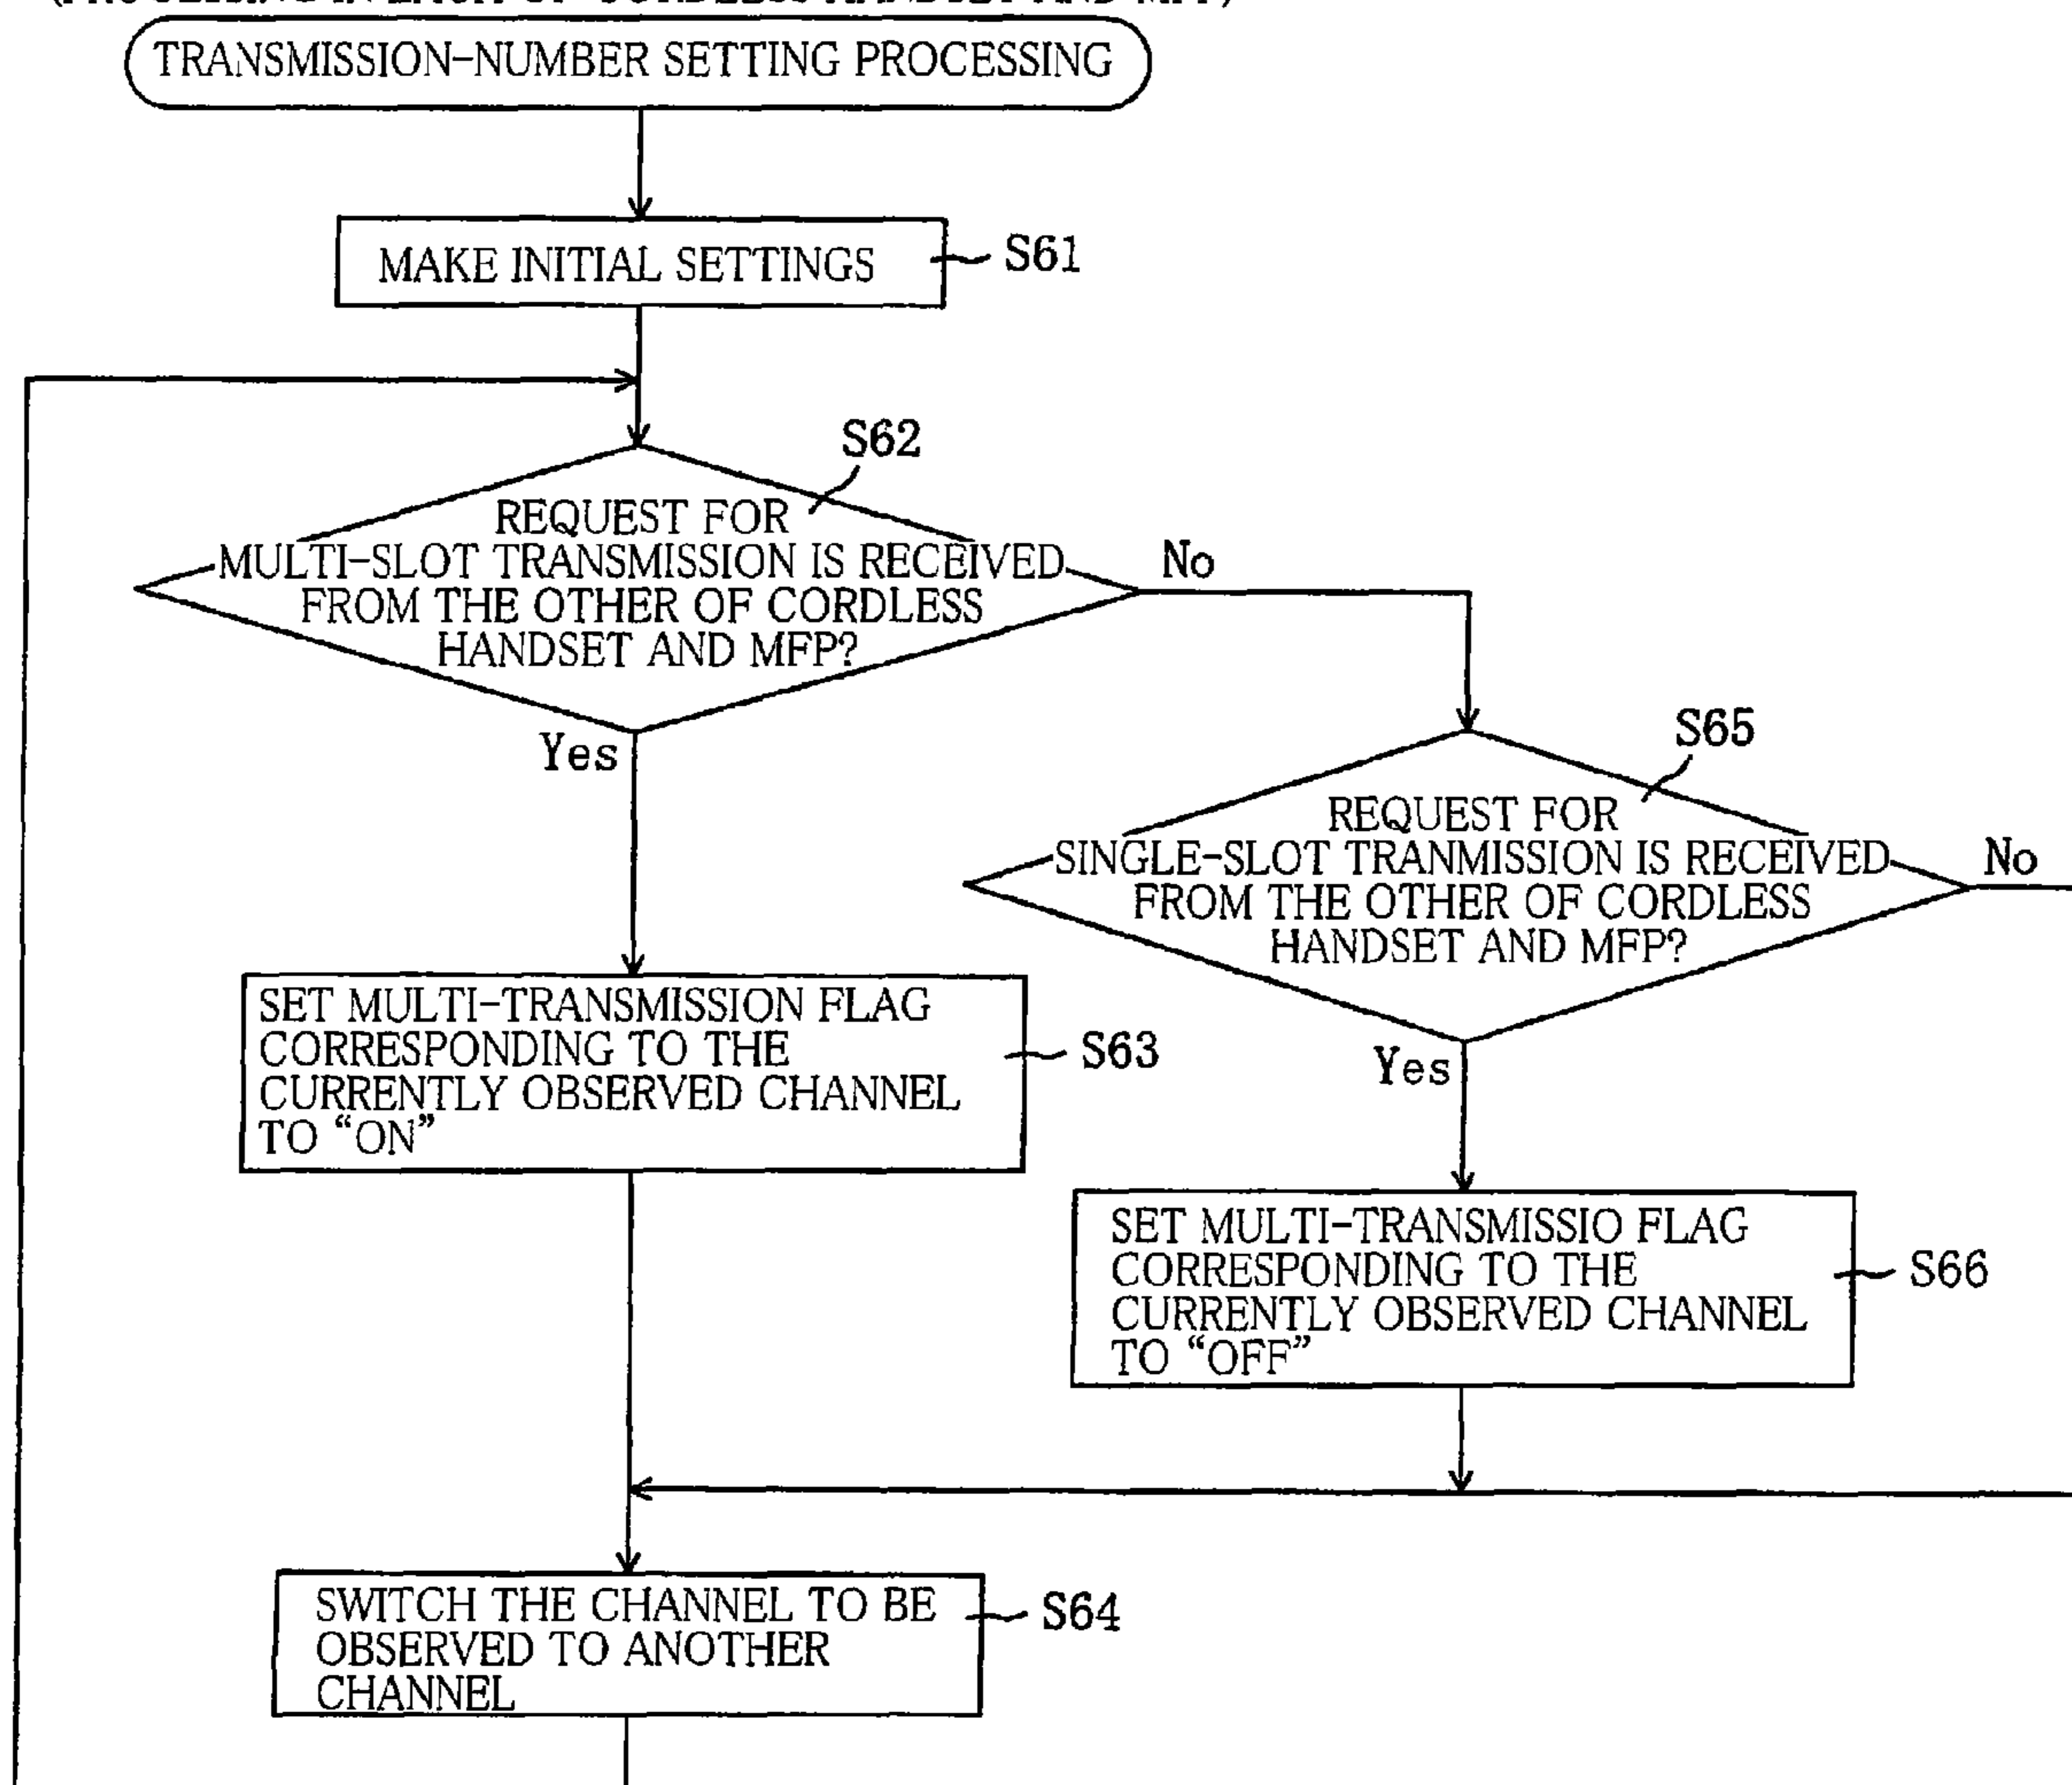 TRANSMISSION-NUMBER SETTING PROCESSING
MAKE INITIAL SETTINGS
S61
S62
REQUEST FOR
MULTI-SLOT TRANSMISSION IS RECEIVED
FROM THE OTHER OF CORDLESS
HANDSET AND MFP?
No
Yes
S65
REQUEST FOR
SINGLE-SLOT TRANMISSION IS RECEIVED
FROM THE OTHER OF CORDLESS
HANDSET AND MFP?
No
Yes
SET MULTI-TRANSMISSION FLAG
CORRESPONDING TO THE
CURRENTLY OBSERVED CHANNEL
TO “ON”
S63
SET MULTI-TRANSMISSIO FLAG
CORRESPONDING TO THE
CURRENTLY OBSERVED CHANNEL
TO “OFF”
S66
SWITCH THE CHANNEL TO BE
OBSERVED TO ANOTHER
CHANNEL
S64